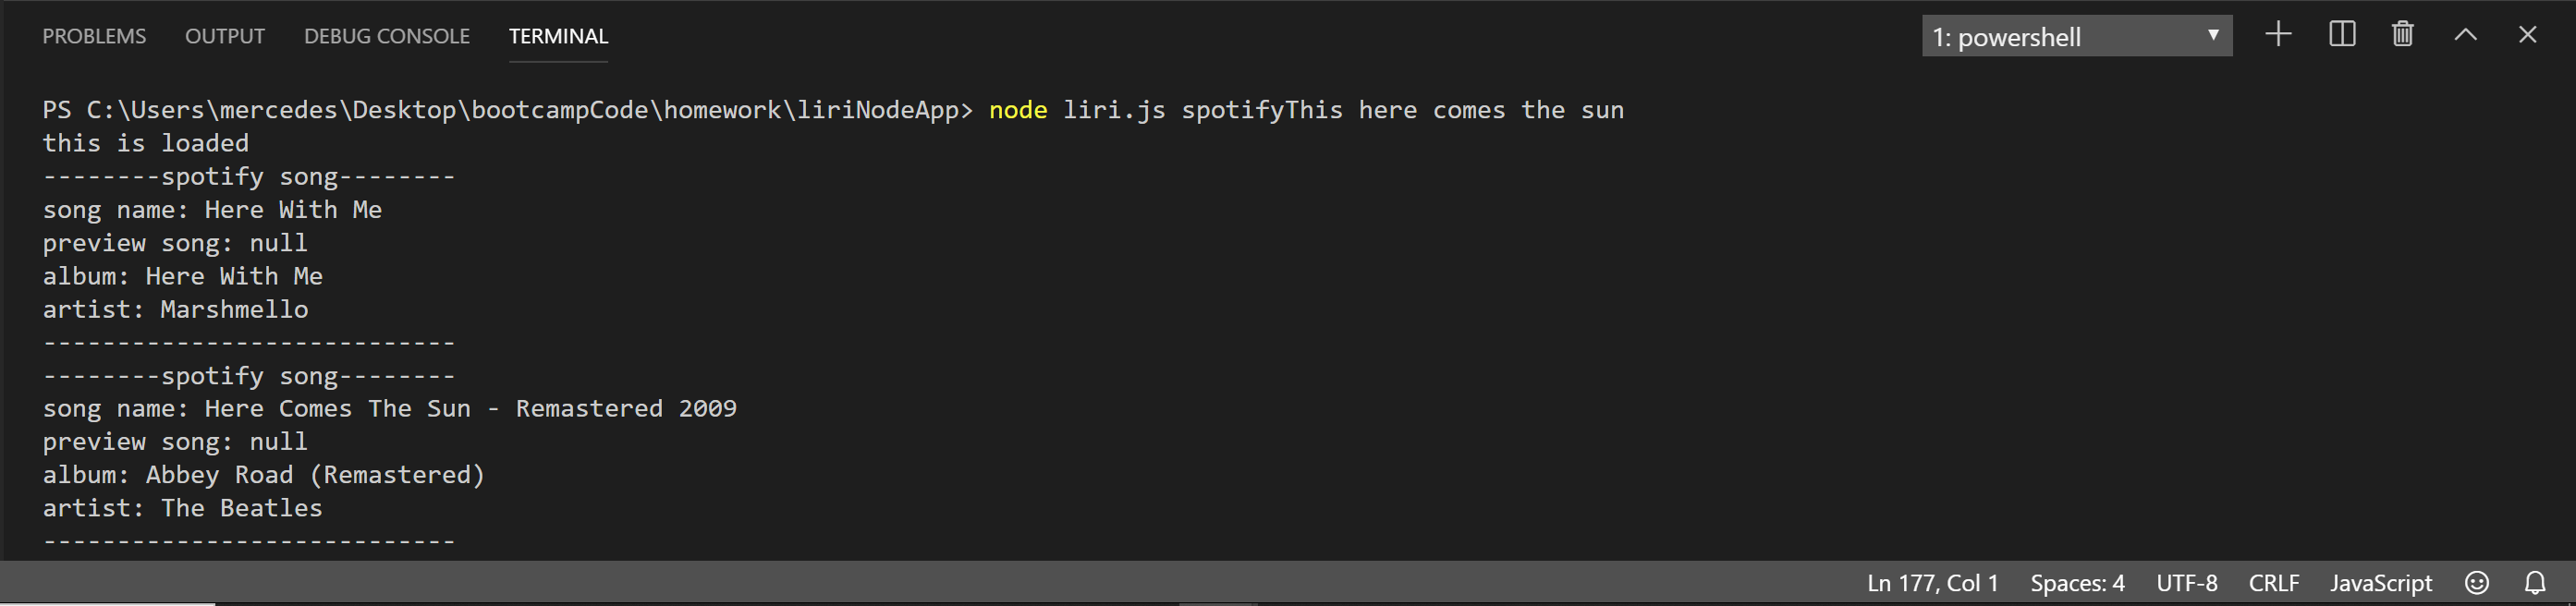 PROBLEMS OUTPUT DEBUG CONSOLE TERMINAL 1: powershell
PS C:\Users\mercedes\Desktop\bootcampCode\homework\liriNodeApp> node liri.js spotifyThis here comes the sun
this is loaded
--------spotify song--------
song name: Here With Me
preview song: null
album: Here With Me
artist: Marshmello
----------------------------
--------spotify song--------
song name: Here Comes The Sun - Remastered 2009
preview song: null
album: Abbey Road (Remastered)
artist: The Beatles
----------------------------
Ln 177, Col 1 Spaces: 4 UTF-8 CRLF JavaScript